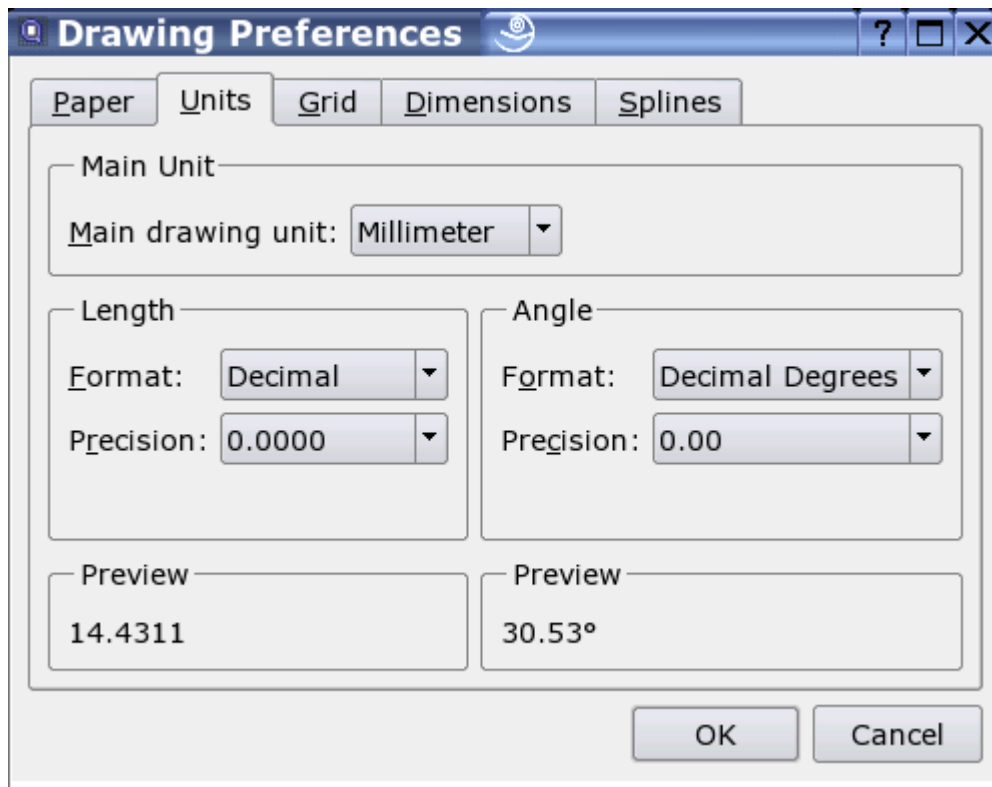 Drawing Preferences ?
Paper Units Grid Dimensions Splines
Main Unit
Main drawing unit: Millimeter
Length
Format: Decimal
Precision: 0.0000
Angle
Format: Decimal Degrees
Precision: 0.00
Preview
14.4311
Preview
30.53°
OK Cancel